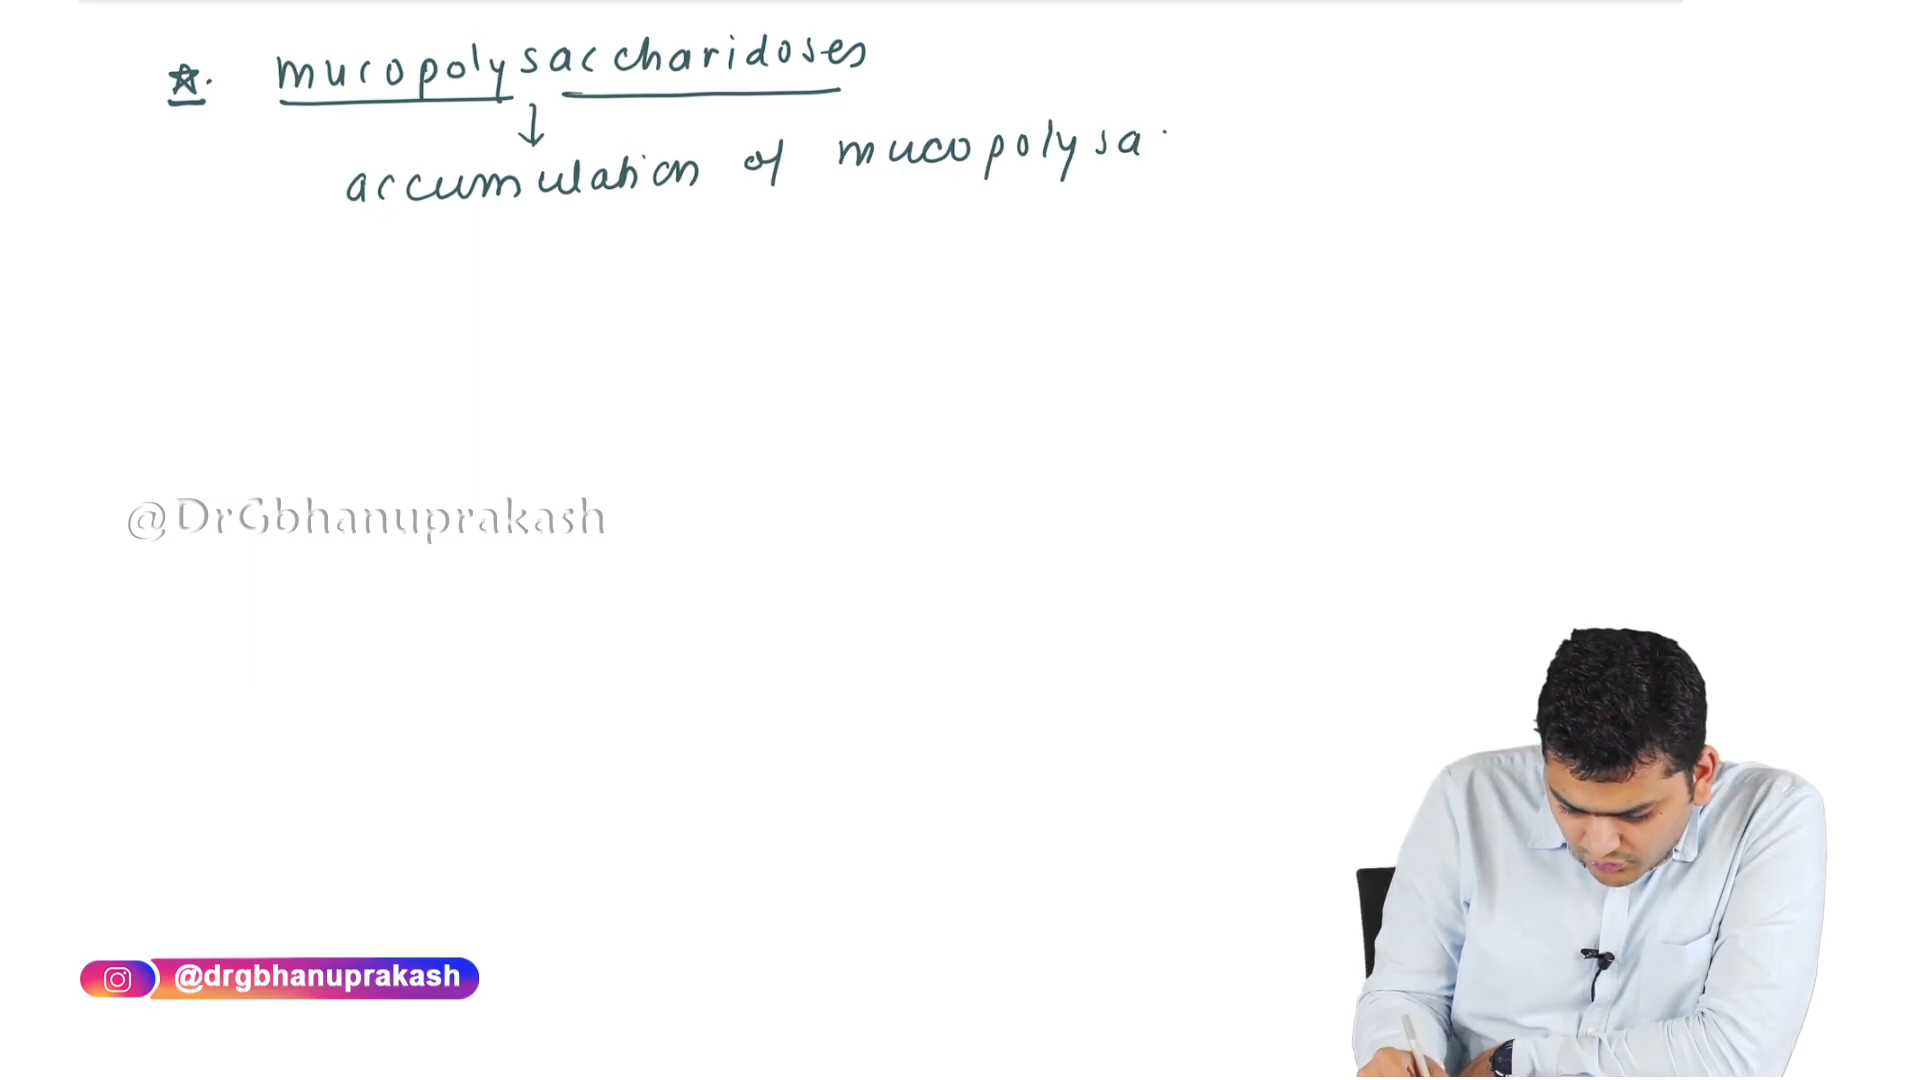 mucopolysaccharidoses
accumulation of mucopolysa
@DrGbhanuprakash
@drgbhanuprakash